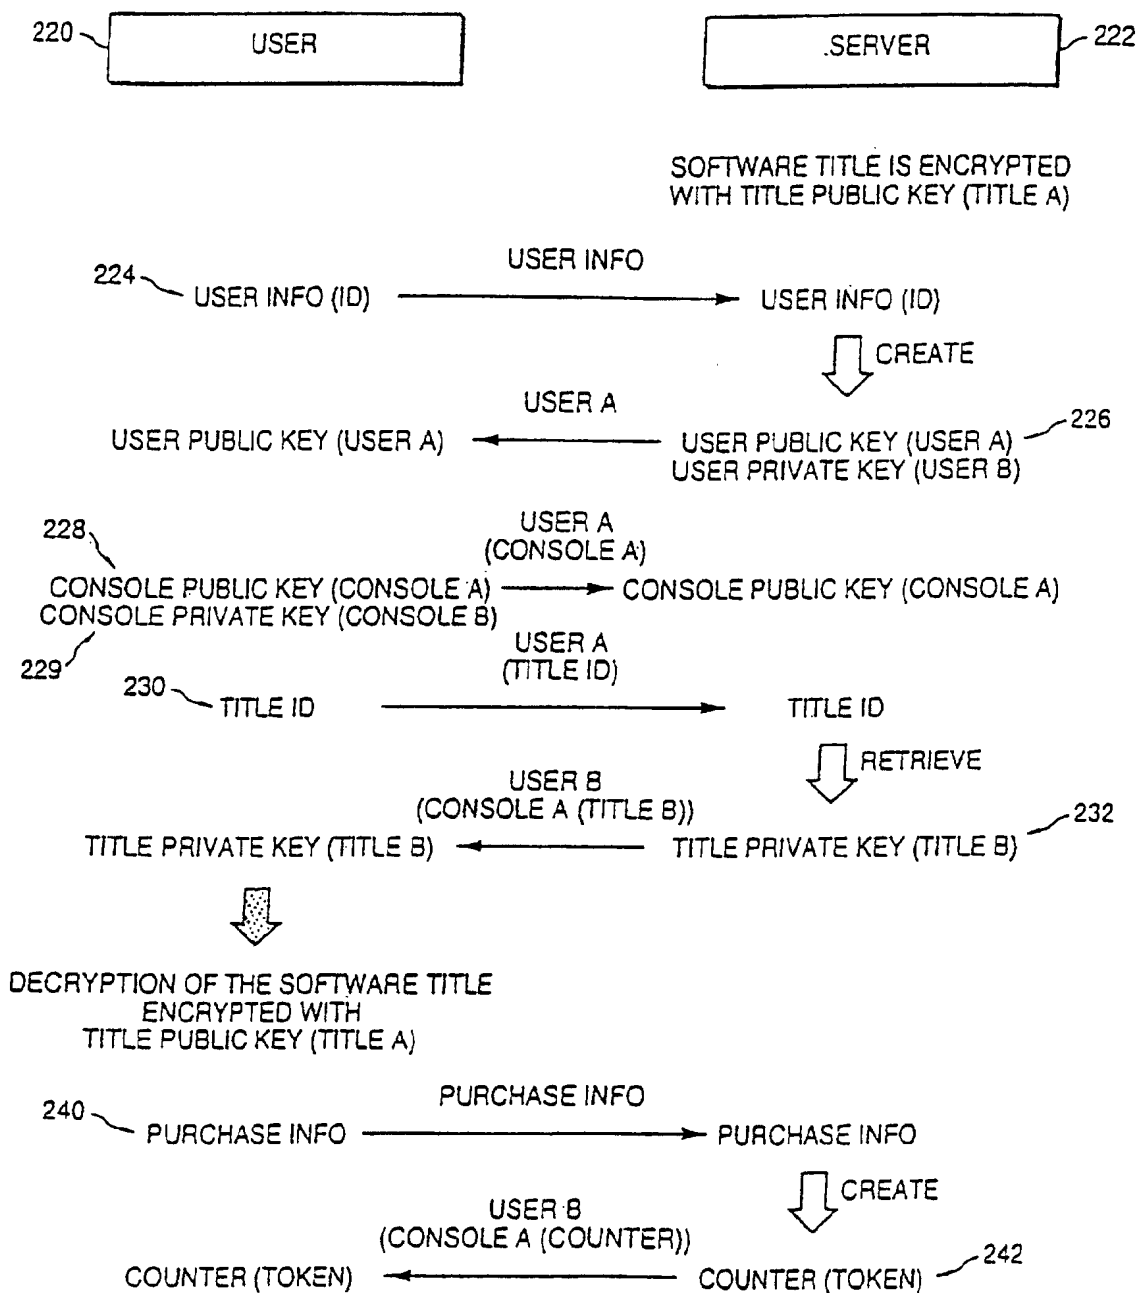 220
USER
.SERVER
222
SOFTWARE TITLE IS ENCRYPTED
WITH TITLE PUBLIC KEY (TITLE A)
224
USER INFO (ID)
USER INFO
USER INFO (ID)
CREATE
USER A
USER PUBLIC KEY (USER A)
USER PUBLIC KEY (USER A)
USER PRIVATE KEY (USER B)
226
228
USER A
(CONSOLE A)
CONSOLE PUBLIC KEY (CONSOLE A)
CONSOLE PUBLIC KEY (CONSOLE A)
CONSOLE PRIVATE KEY (CONSOLE B)
229
USER A
(TITLE ID)
230
TITLE ID
TITLE ID
RETRIEVE
USER B
(CONSOLE A (TITLE B))
TITLE PRIVATE KEY (TITLE B)
TITLE PRIVATE KEY (TITLE B)
232
DECRYPTION OF THE SOFTWARE TITLE
ENCRYPTED WITH
TITLE PUBLIC KEY (TITLE A)
240
PURCHASE INFO
PURCHASE INFO
PURCHASE INFO
CREATE
USER B
(CONSOLE A (COUNTER))
COUNTER (TOKEN)
COUNTER (TOKEN)
242